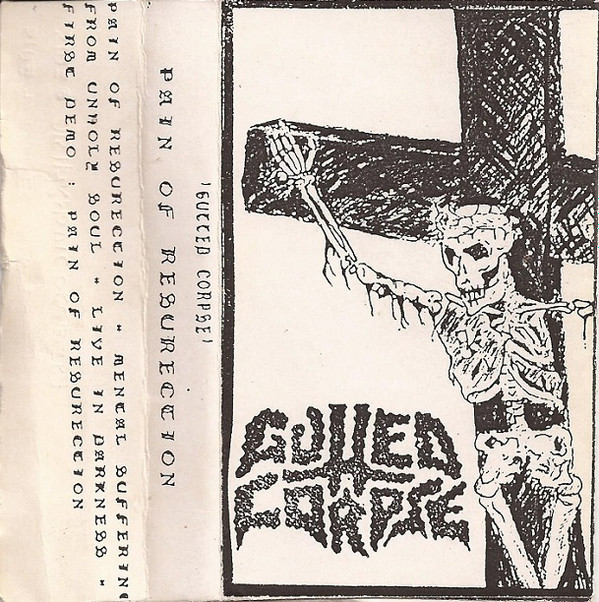 GUTTED
CORPSE
'GUTTED CORPSE'
PAIN OF RESURECTION
PAIN OF RESURECTION " MENTAL SUFFERING
FROM UNHOLY SOUL " LIVE IN DARKNESS "
FIRST DEMO : PAIN OF RESURECTION